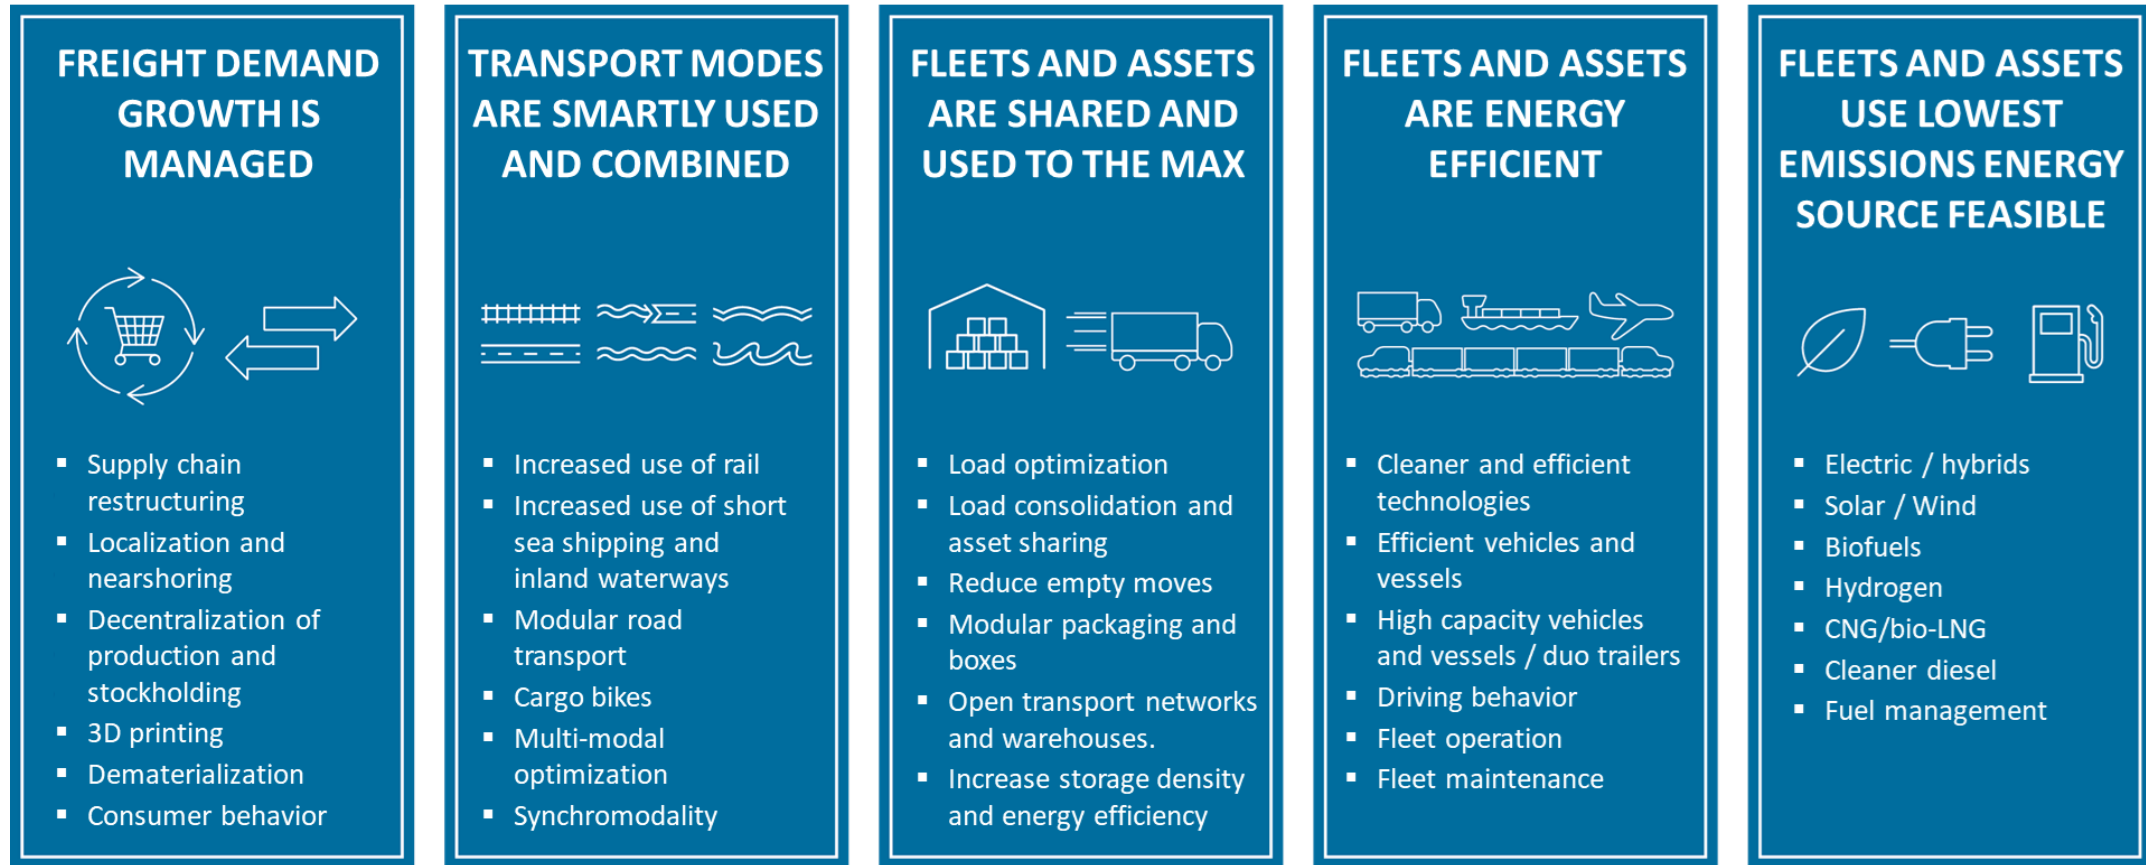 FREIGHT DEMAND
GROWTH IS
MANAGED
▪ Supply chain
restructuring
▪ Localization and
nearshoring
▪ Decentralization of
production and
stockholding
▪ 3D printing
▪ Dematerialization
▪ Consumer behavior
TRANSPORT MODES
ARE SMARTLY USED
AND COMBINED
▪ Increased use of rail
▪ Increased use of short
sea shipping and
inland waterways
▪ Modular road
transport
▪ Cargo bikes
▪ Multi-modal
optimization
▪ Synchromodality
FLEETS AND ASSETS
ARE SHARED AND
USED TO THE MAX
▪ Load optimization
▪ Load consolidation and
asset sharing
▪ Reduce empty moves
▪ Modular packaging and
boxes
▪ Open transport networks
and warehouses.
▪ Increase storage density
and energy efficiency
FLEETS AND ASSETS
ARE ENERGY
EFFICIENT
▪ Cleaner and efficient
technologies
▪ Efficient vehicles and
vessels
▪ High capacity vehicles
and vessels / duo trailers
▪ Driving behavior
▪ Fleet operation
▪ Fleet maintenance
FLEETS AND ASSETS
USE LOWEST
EMISSIONS ENERGY
SOURCE FEASIBLE
▪ Electric / hybrids
▪ Solar / Wind
▪ Biofuels
▪ Hydrogen
▪ CNG/bio-LNG
▪ Cleaner diesel
▪ Fuel management